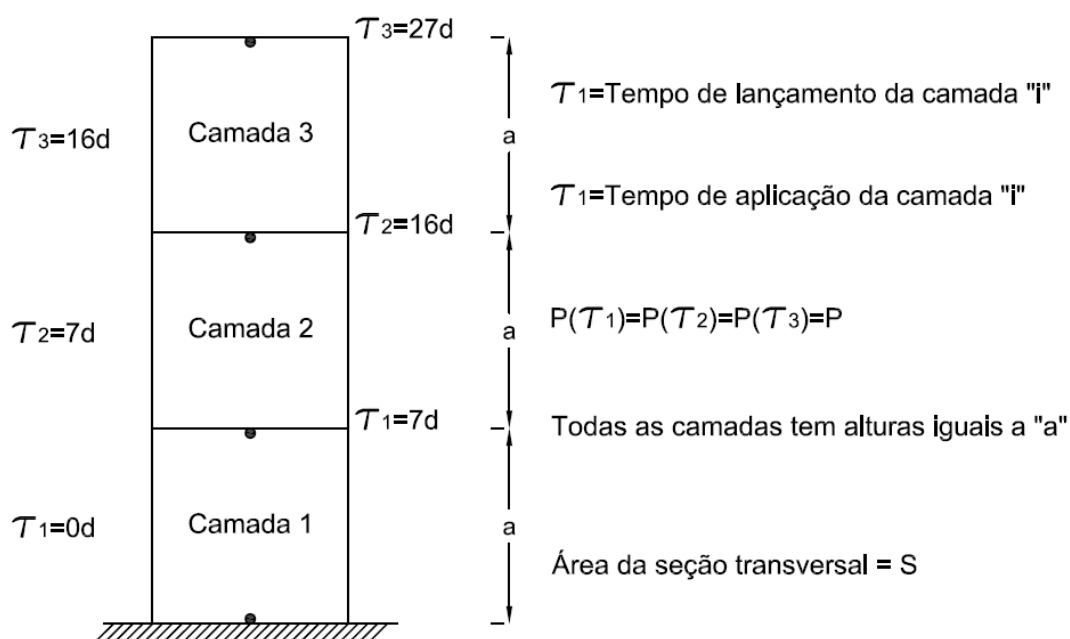 τ3=27d
τ1=Tempo de lançamento da camada "i"
τ3=16d
Camada 3
a
τ1=Tempo de aplicação da camada "i"
τ2=16d
τ2=7d
Camada 2
a
P(τ1)=P(τ2)=P(τ3)=P
τ1=7d
Todas as camadas tem alturas iguais a "a"
τ1=0d
Camada 1
a
Área da seção transversal = S